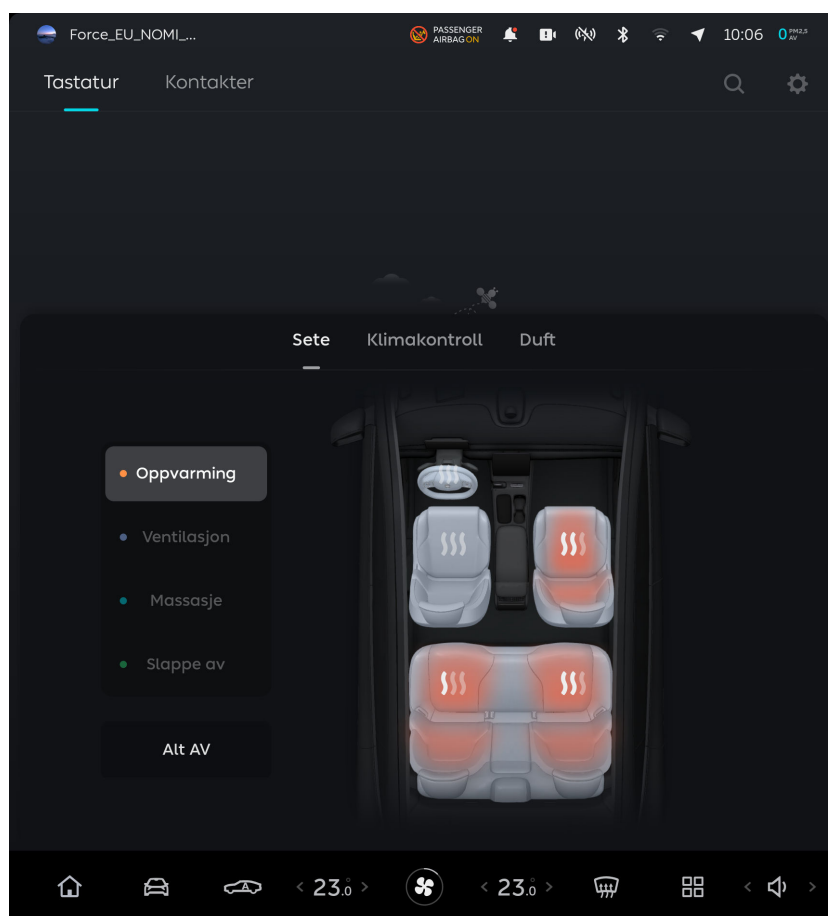 Force_EU_NOMI_...
PASSENGER
AIRBAG ON
10:06
0 PM2,5
AV
Tastatur Kontakter
Sete Klimakontroll Duft
Oppvarming
Ventilasjon
Massasje
Slappe av
Alt AV
A
< 23.0° >
< 23.0° >
< >